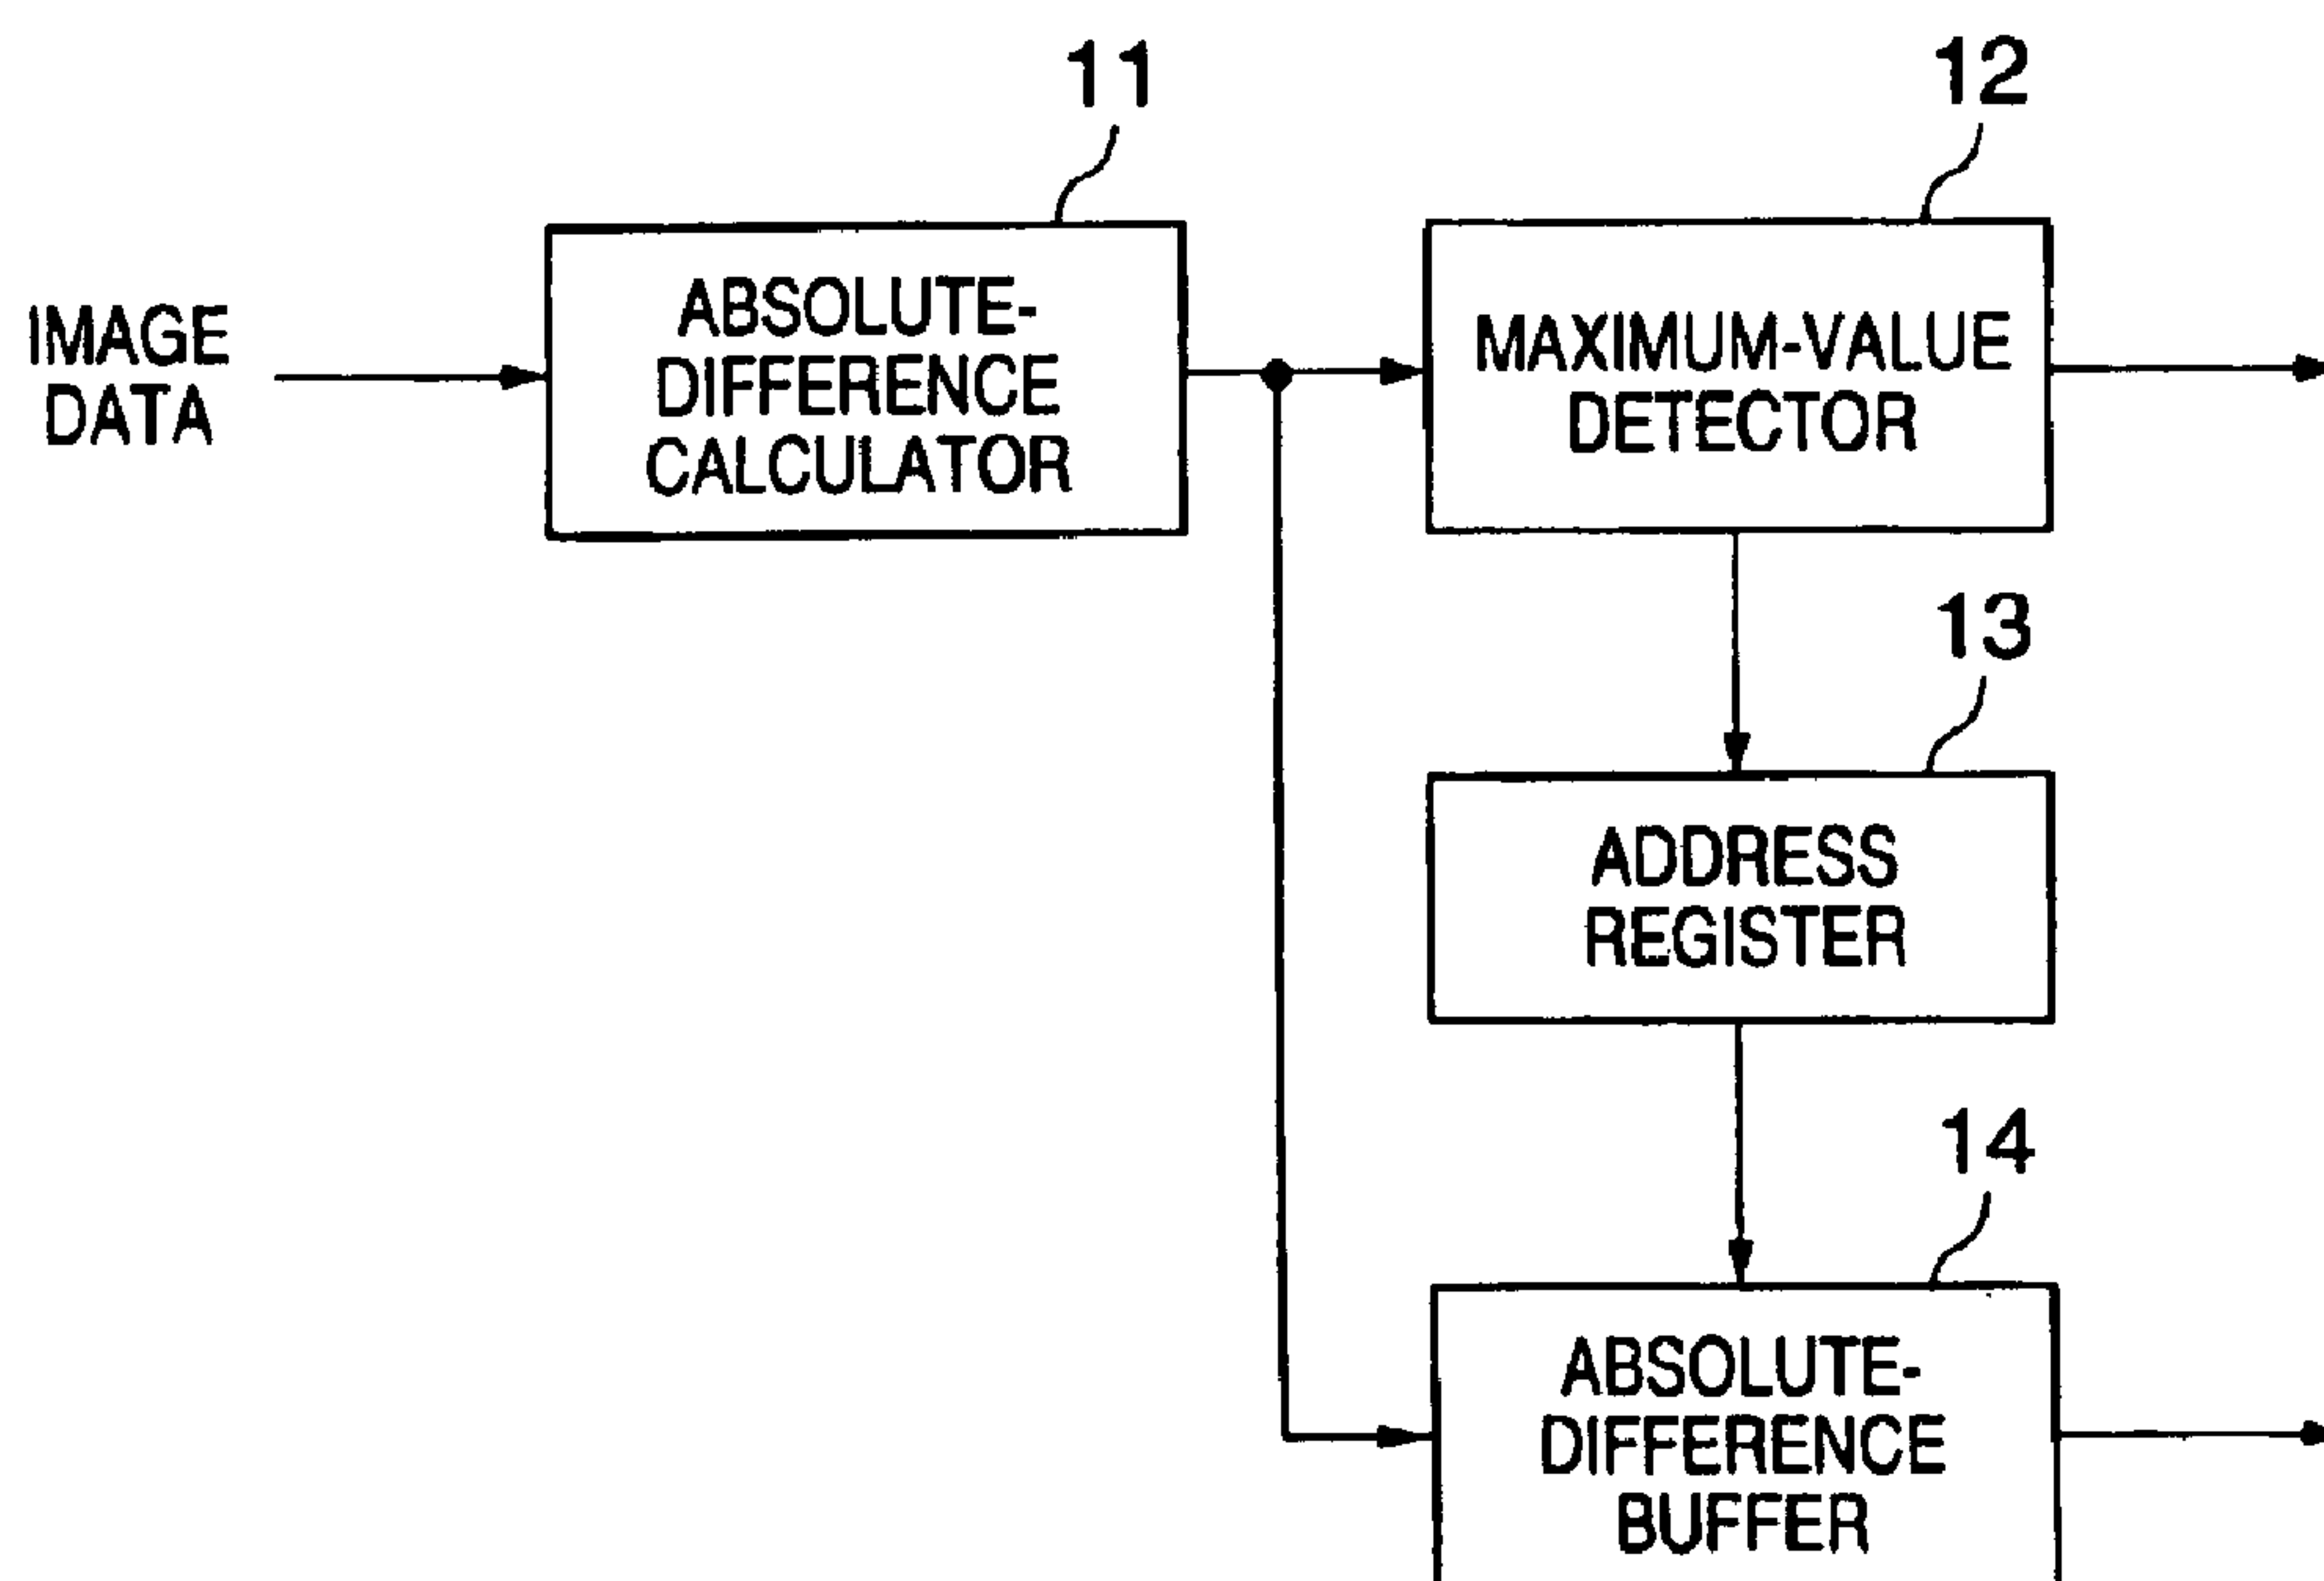 11
12
IMAGE
DATA
ABSOLUTE-
DIFFERENCE
CALCULATOR
MAXIMUM-VALUE
DETECTOR
13
ADDRESS
REGISTER
14
ABSOLUTE-
DIFFERENCE
BUFFER